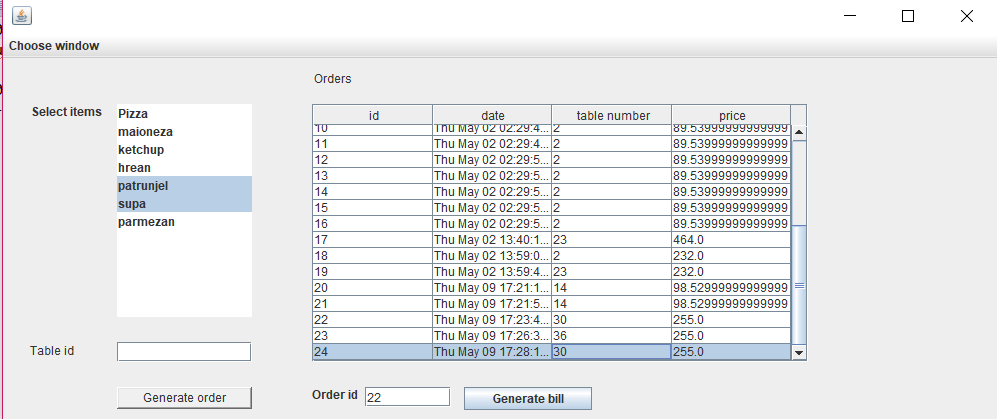 Choose window
Orders
Select items
Pizza
maioneza
ketchup
hrean
patrunjel
supa
parmezan
id date table number price
10 Thu May 02 02:29:4... 2 89.53999999999999
11 Thu May 02 02:29:4... 2 89.53999999999999
12 Thu May 02 02:29:5... 2 89.53999999999999
13 Thu May 02 02:29:5... 2 89.53999999999999
14 Thu May 02 02:29:5... 2 89.53999999999999
15 Thu May 02 02:29:5... 2 89.53999999999999
16 Thu May 02 02:29:5... 2 89.53999999999999
17 Thu May 02 13:40:1... 23 464.0
18 Thu May 02 13:59:0... 2 232.0
19 Thu May 02 13:59:4... 23 232.0
20 Thu May 09 17:21:1... 14 98.52999999999999
21 Thu May 09 17:21:5... 14 98.52999999999999
22 Thu May 09 17:23:4... 30 255.0
23 Thu May 09 17:26:3... 36 255.0
24 Thu May 09 17:28:1... 30 255.0
Table id
Generate order
Order id 22 Generate bill